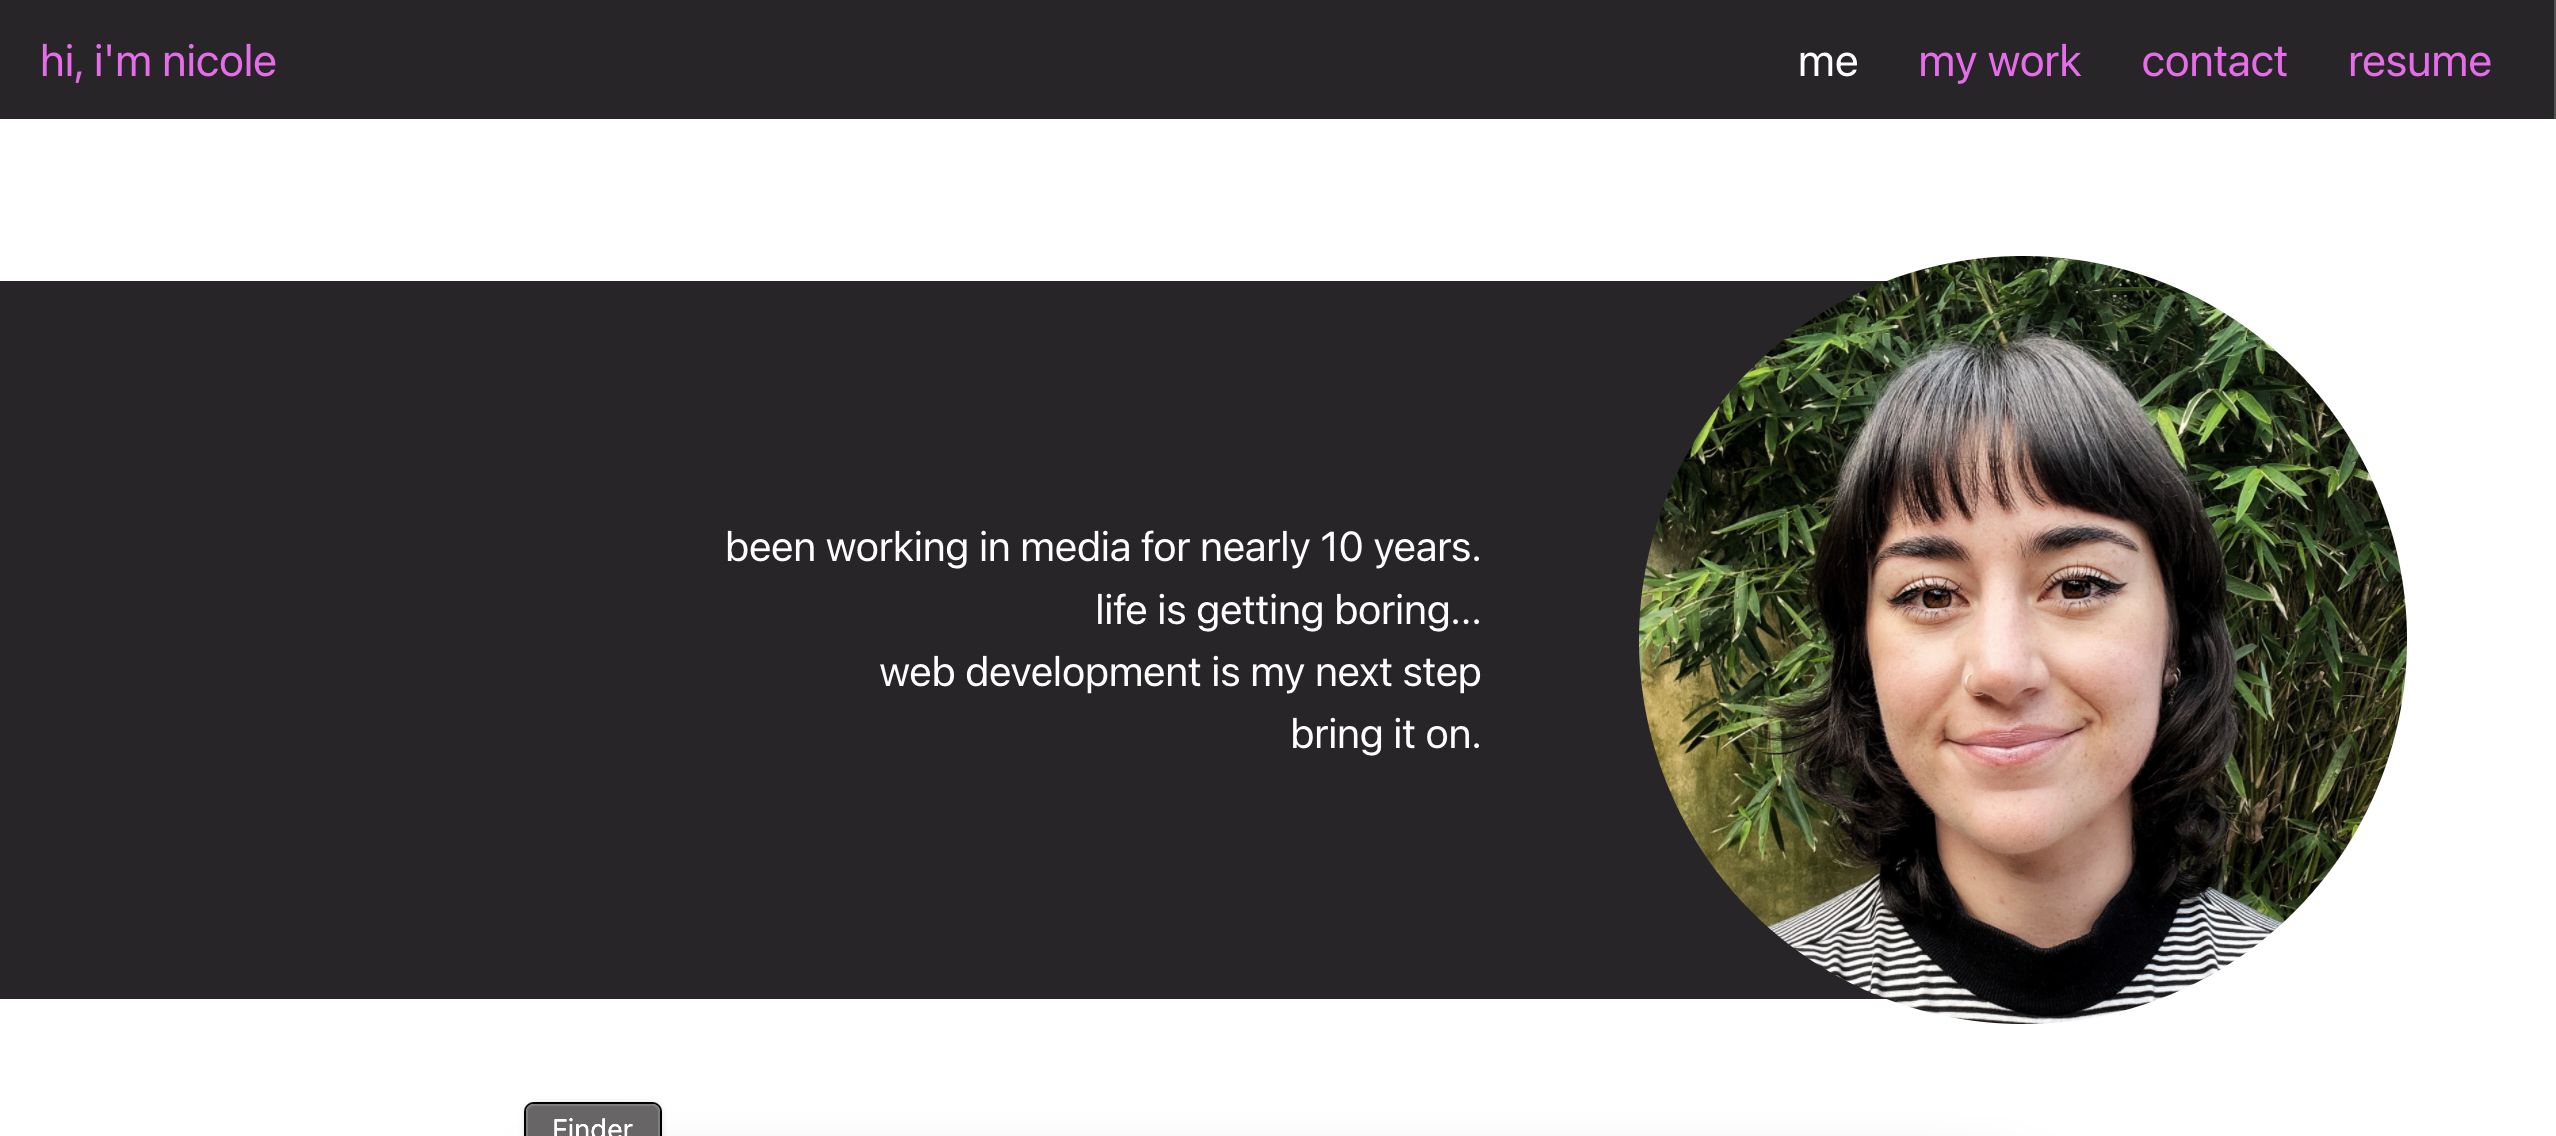 hi, i'm nicole
me my work contact resume
been working in media for nearly 10 years.
life is getting boring...
web development is my next step
bring it on.
Finder